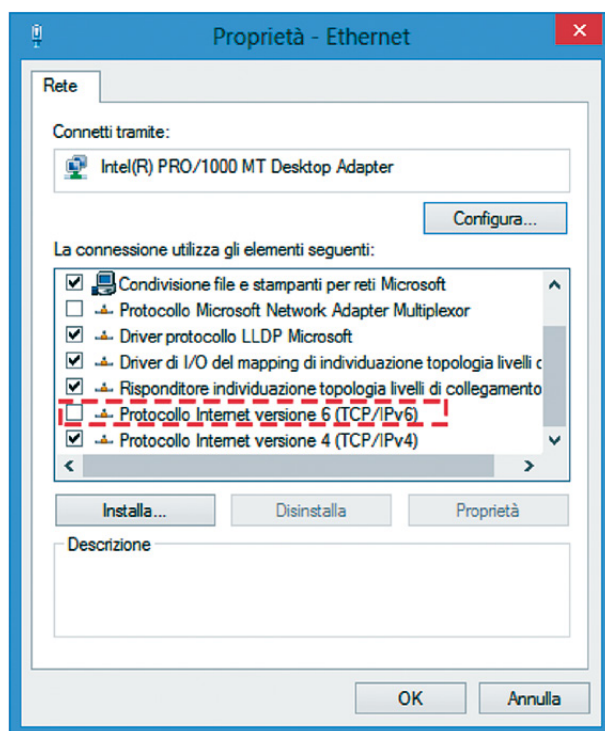 Proprietà - Ethernet
Rete
Connetti tramite:
Intel(R) PRO/1000 MT Desktop Adapter
Configura...
La connessione utilizza gli elementi seguenti:
Condivisione file e stampanti per reti Microsoft
Protocollo Microsoft Network Adapter Multiplexor
Driver protocollo LLDP Microsoft
Driver di I/O del mapping di individuazione topologia livelli c
Risponditore individuazione topologia livelli di collegamento
Protocollo Internet versione 6 (TCP/IPv6)
Protocollo Internet versione 4 (TCP/IPv4)
Installa... Disinstalla Proprietà
Descrizione
OK Annulla